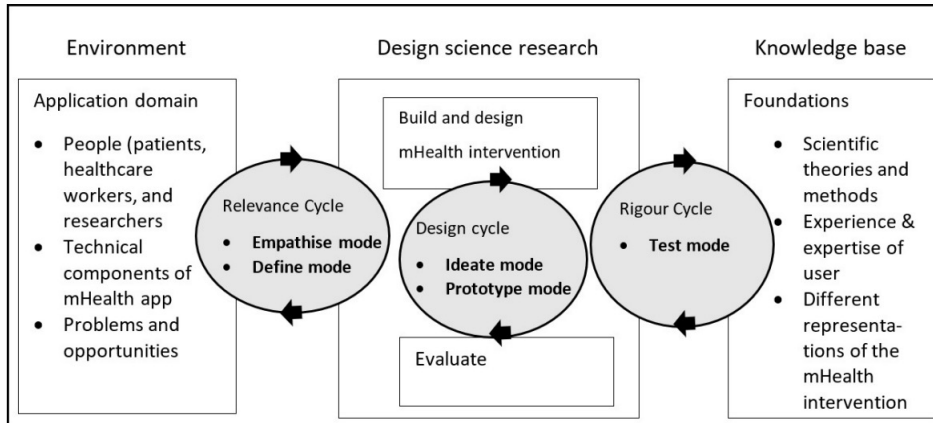 Environment
Design science research
Knowledge base
Application domain
• People (patients,
healthcare
workers, and
researchers
• Technical
components of
mHealth app
• Problems and
opportunities
Relevance Cycle
• Empathise mode
• Define mode
Build and design
mHealth intervention
Design cycle
• Ideate mode
• Prototype mode
Evaluate
Rigour Cycle
• Test mode
Foundations
• Scientific
theories and
methods
• Experience &
expertise of
user
• Different
representa-
tions of the
mHealth
intervention